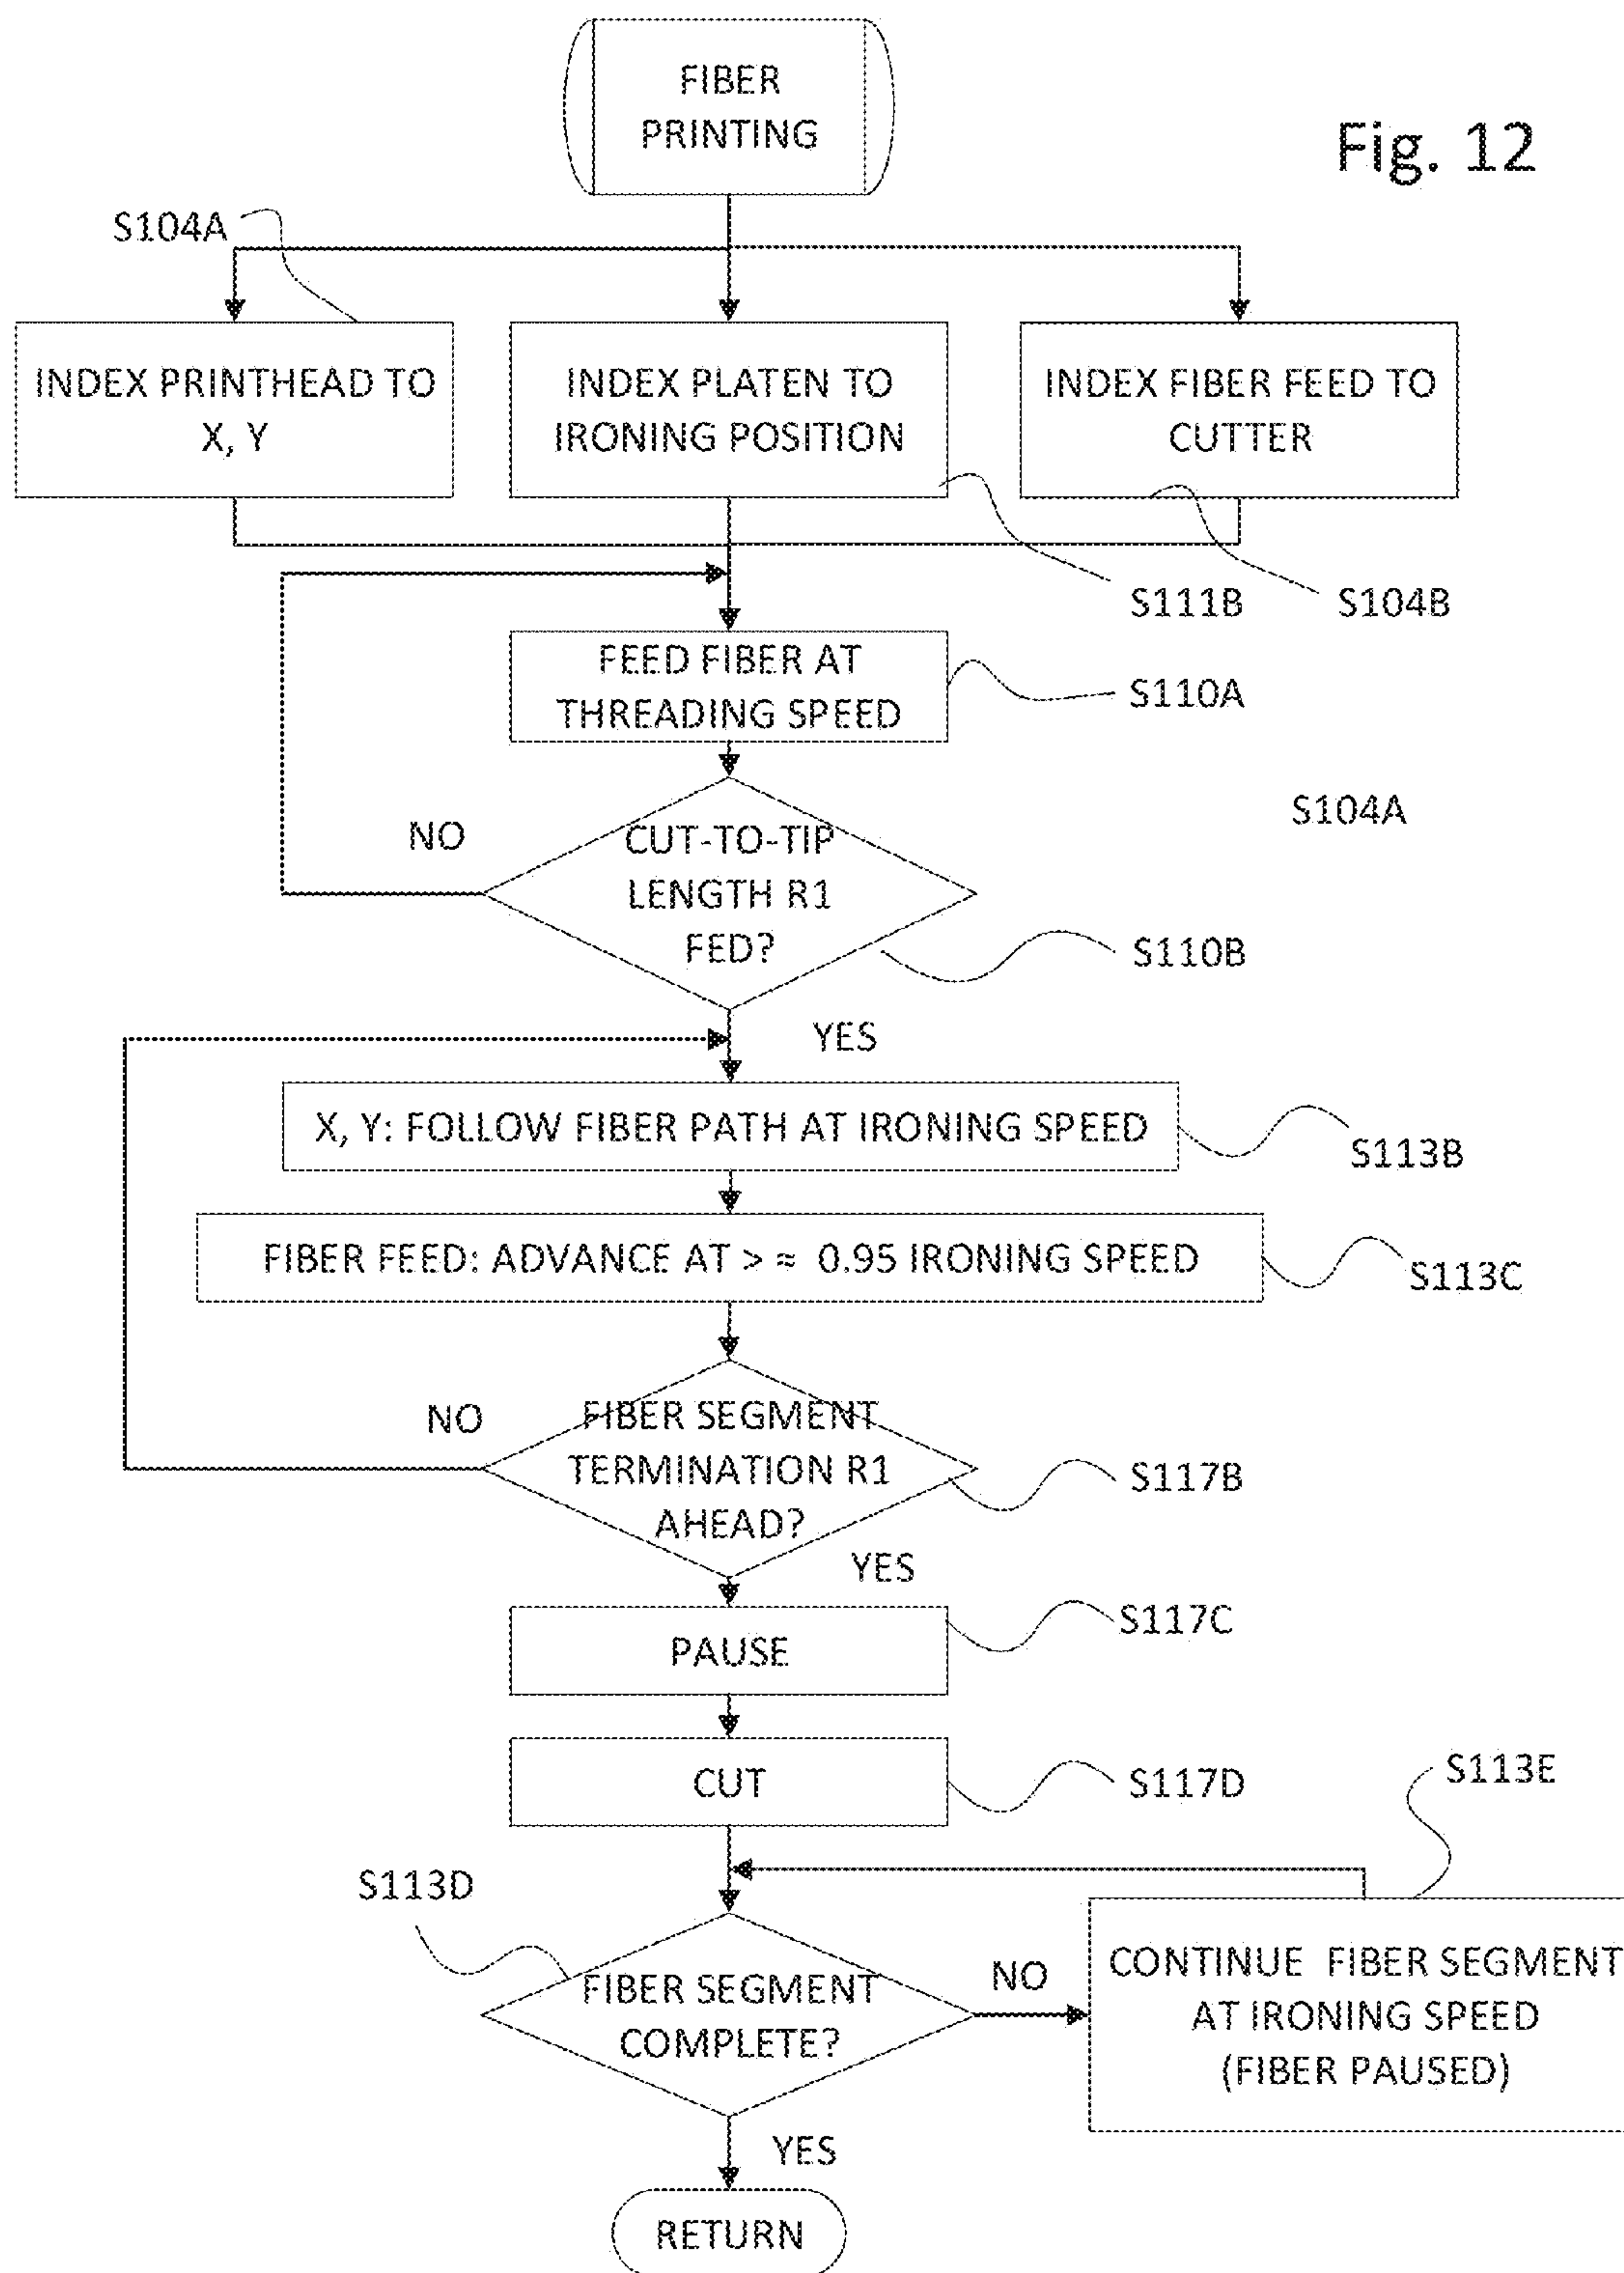 FIBER
PRINTING
Fig. 12
S104A
INDEX PRINTHEAD TO
X, Y
INDEX PLATEN TO
IRONING POSITION
INDEX FIBER FEED TO
CUTTER
S111B
S104B
FEED FIBER AT
THREADING SPEED
S110A
S104A
NO
CUT-TO-TIP
LENGTH R1
FED?
S110B
YES
X, Y: FOLLOW FIBER PATH AT IRONING SPEED
S113B
FIBER FEED: ADVANCE AT > ≈ 0.95 IRONING SPEED
S113C
NO
FIBER SEGMENT
TERMINATION R1
AHEAD?
S117B
YES
PAUSE
S117C
CUT
S117D
S113E
S113D
FIBER SEGMENT
COMPLETE?
NO
CONTINUE FIBER SEGMENT
AT IRONING SPEED
(FIBER PAUSED)
YES
RETURN